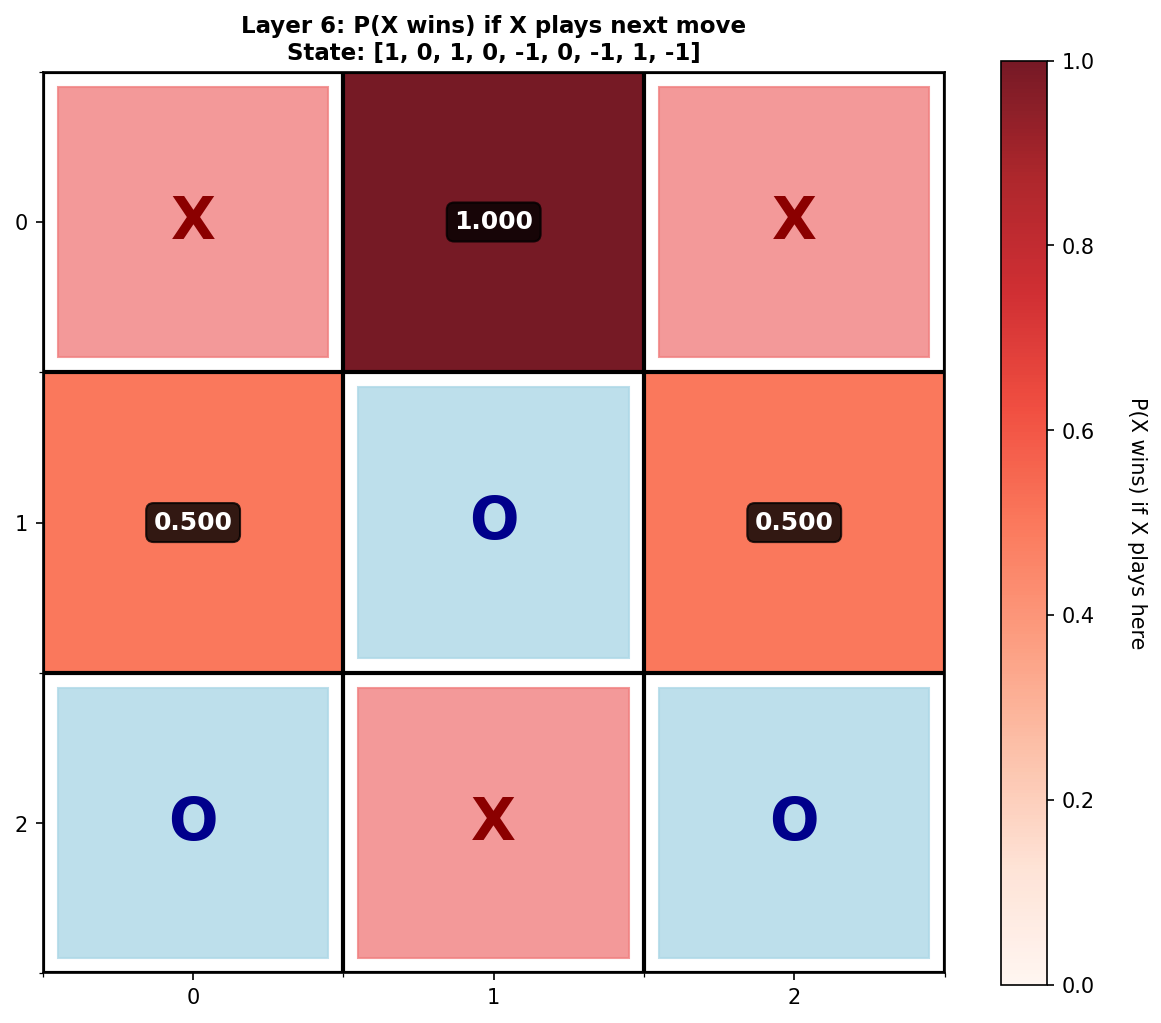 Layer 6: P(X wins) if X plays next move
State: [1, 0, 1, 0, -1, 0, -1, 1, -1]
X
1.000
X
0
0.500
O
0.500
1
O
X
O
2
0
1
2
1.0
0.8
0.6
0.4
0.2
0.0
P(X wins) if X plays here